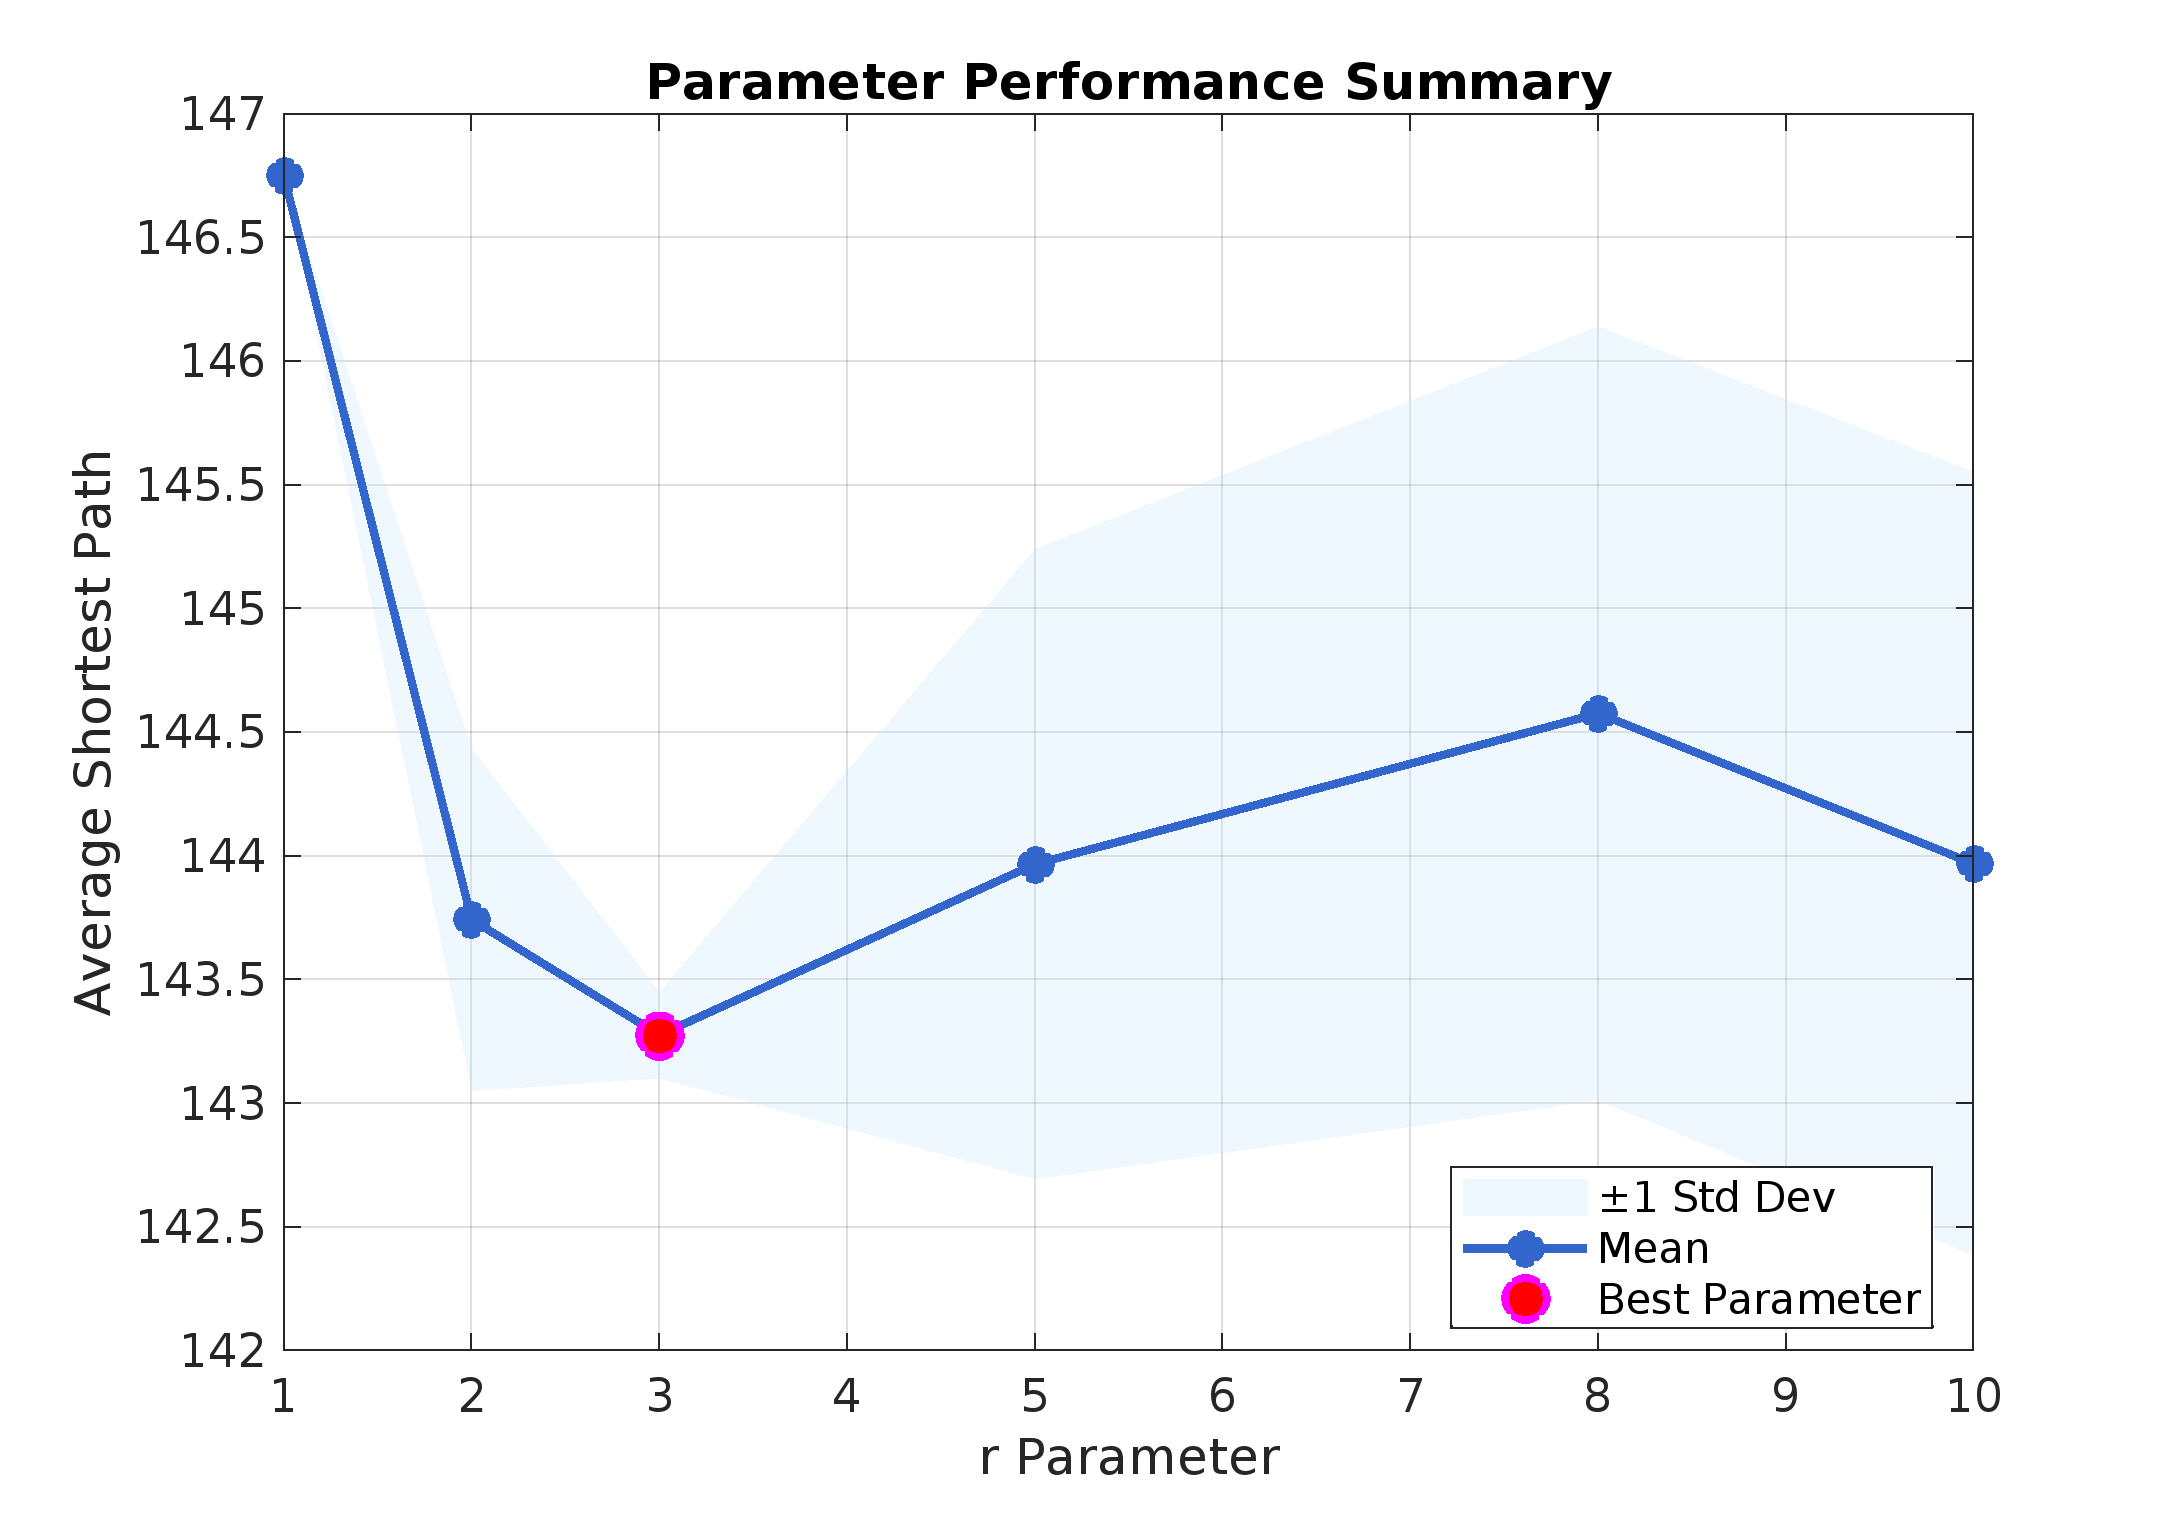 Parameter Performance Summary
147
146.5
146
145.5
145
144.5
144
143.5
143
142.5
142
Average Shortest Path
±1 Std Dev
Mean
Best Parameter
1 2 3 4 5 6 7 8 9 10
r Parameter